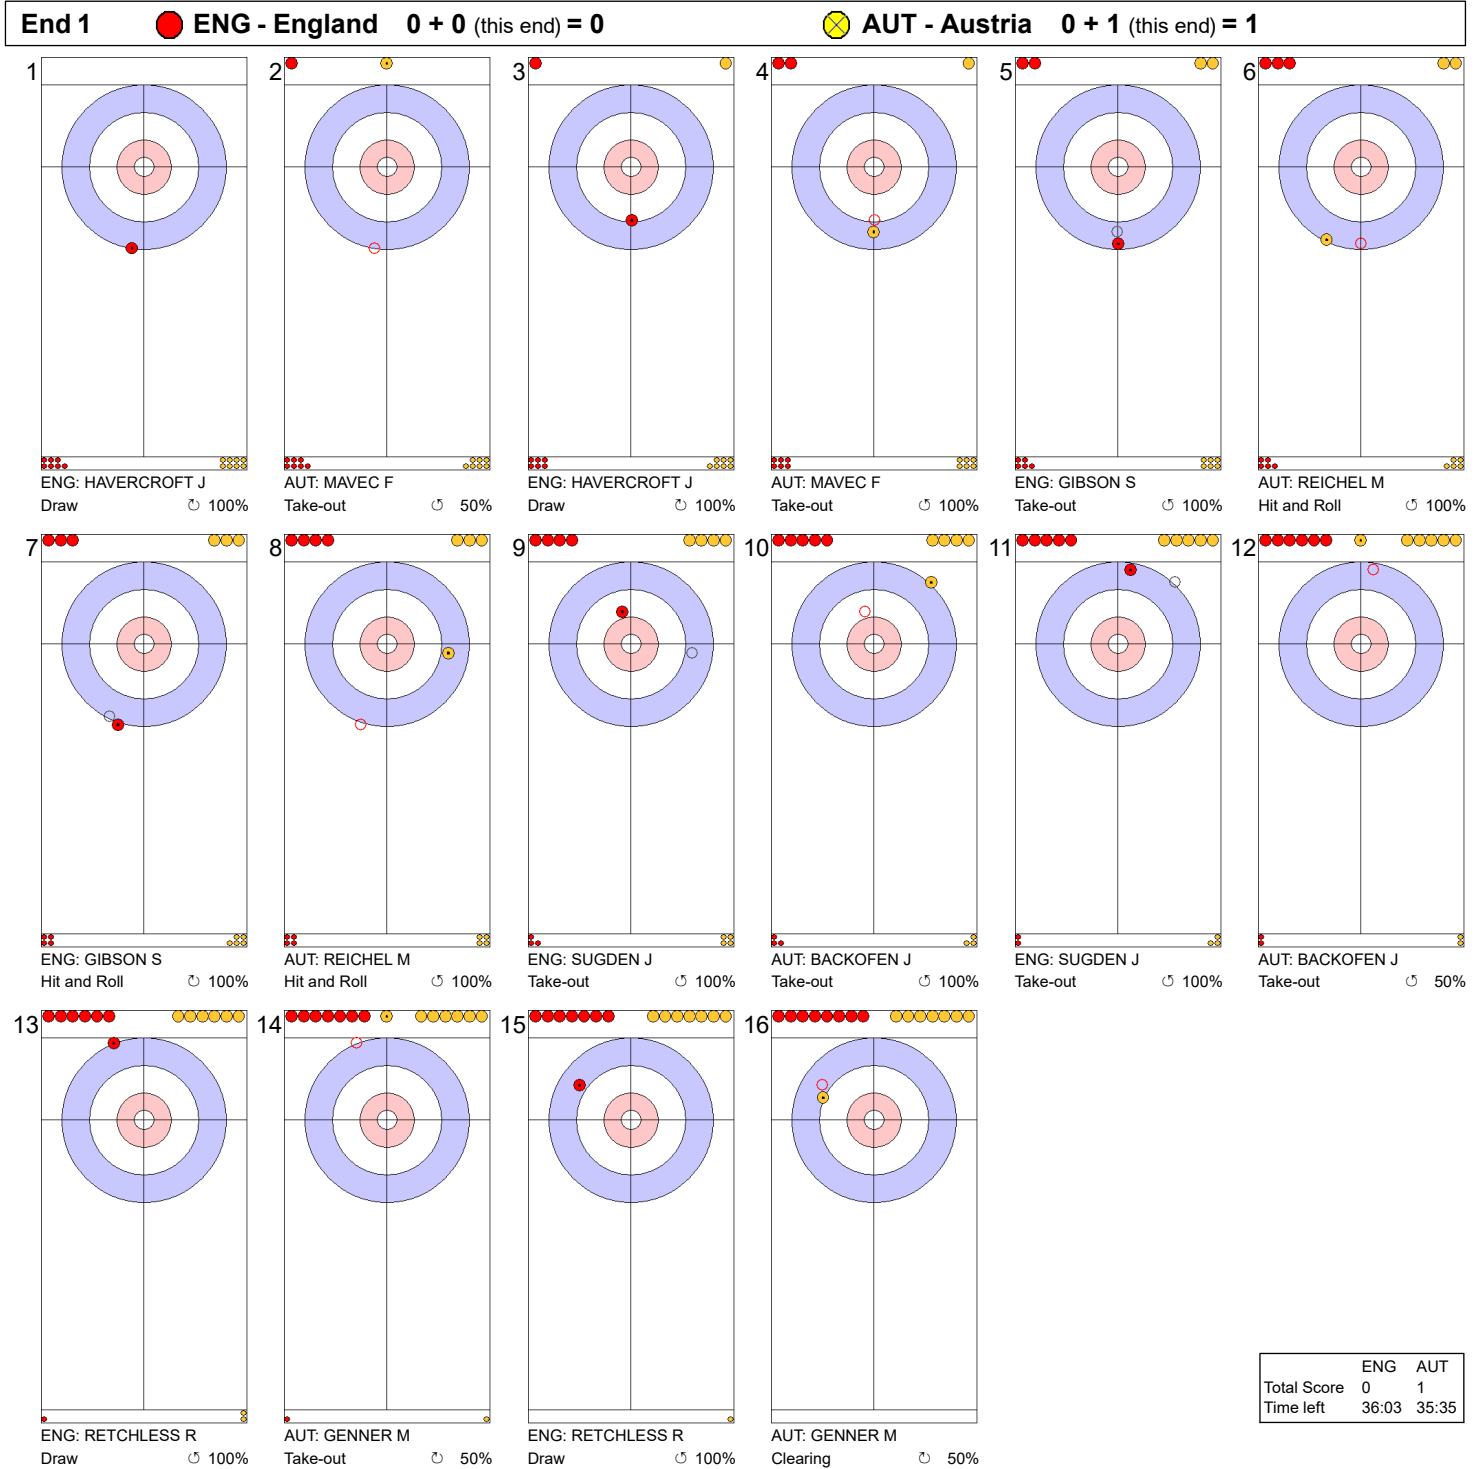 End 1 ENG - England 0 + 0 (this end) = 0 AUT - Austria 0 + 1 (this end) = 1
1 2 3 4 5 6
ENG: HAVERCROFT J AUT: MAVEC F ENG: HAVERCROFT J AUT: MAVEC F ENG: GIBSON S AUT: REICHEL M
Draw ↻ 100% Take-out ↺ 50% Draw ↻ 100% Take-out ↺ 100% Take-out ↺ 100% Hit and Roll ↺ 100%
7 8 9 10 11 12
ENG: GIBSON S AUT: REICHEL M ENG: SUGDEN J AUT: BACKOFEN J ENG: SUGDEN J AUT: BACKOFEN J
Hit and Roll ↻ 100% Hit and Roll ↺ 100% Take-out ↻ 100% Take-out ↺ 100% Take-out ↺ 100% Take-out ↺ 50%
13 14 15 16
ENG: RETCHLESS R AUT: GENNER M ENG: RETCHLESS R AUT: GENNER M
Draw ↺ 100% Take-out ↺ 50% Draw ↺ 100% Clearing ↻ 50%
ENG AUT
Total Score 0 1
Time left 36:03 35:35